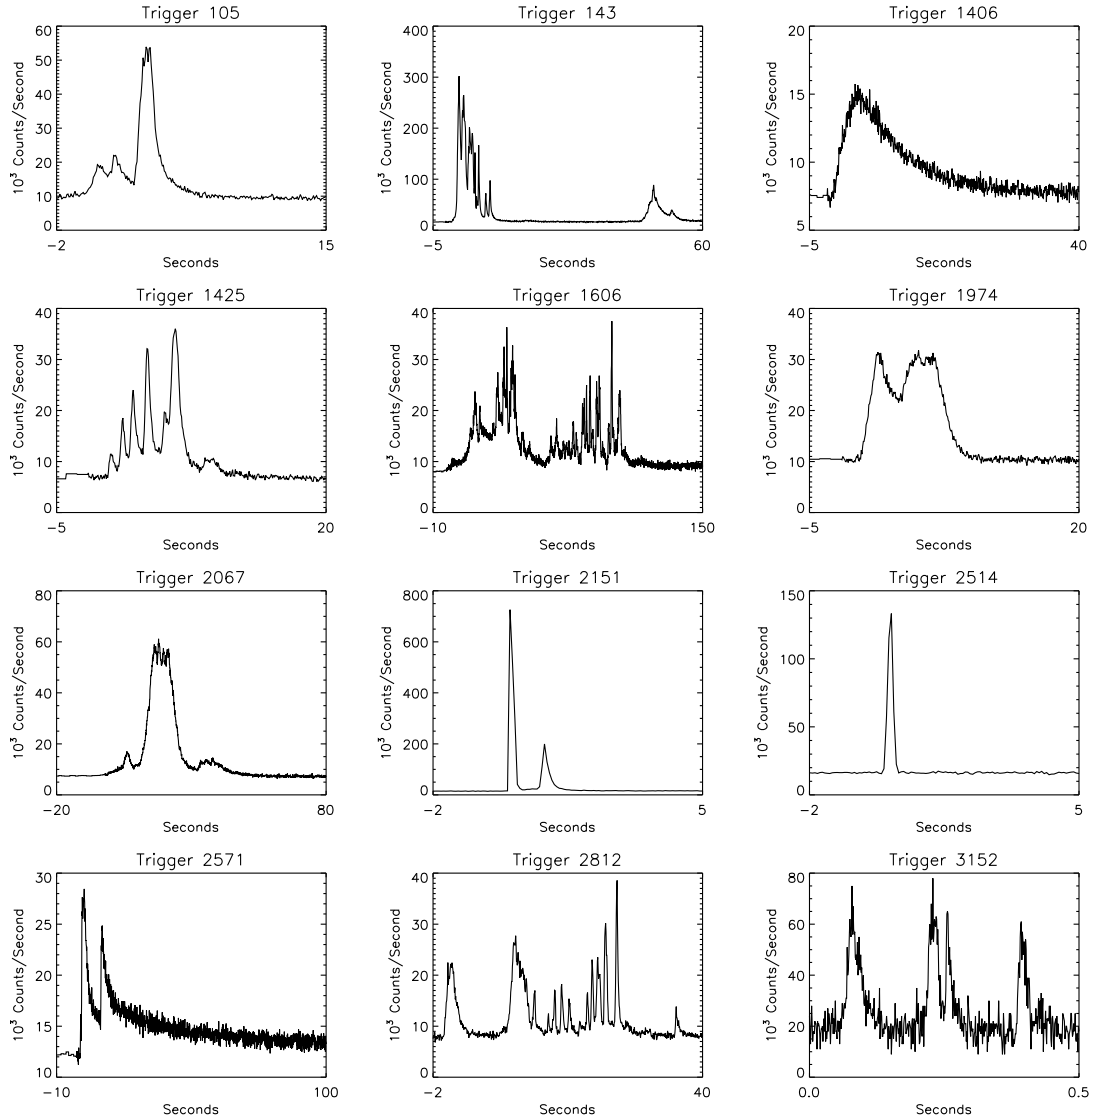 Trigger 105
60
50
40
30
20
10
0
10³ Counts/Second
-2
15
Seconds
Trigger 143
400
300
200
100
0
10³ Counts/Second
-5
60
Seconds
Trigger 1406
20
15
10
5
10³ Counts/Second
-5
40
Seconds
Trigger 1425
40
30
20
10
0
10³ Counts/Second
-5
20
Seconds
Trigger 1606
40
30
20
10
0
10³ Counts/Second
-10
150
Seconds
Trigger 1974
40
30
20
10
0
10³ Counts/Second
-5
20
Seconds
Trigger 2067
80
60
40
20
0
10³ Counts/Second
-20
80
Seconds
Trigger 2151
800
600
400
200
0
10³ Counts/Second
-2
5
Seconds
Trigger 2514
150
100
50
0
10³ Counts/Second
-2
5
Seconds
Trigger 2571
30
25
20
15
10
10³ Counts/Second
-10
100
Seconds
Trigger 2812
40
30
20
10
0
10³ Counts/Second
-2
40
Seconds
Trigger 3152
80
60
40
20
0
10³ Counts/Second
0.0
0.5
Seconds